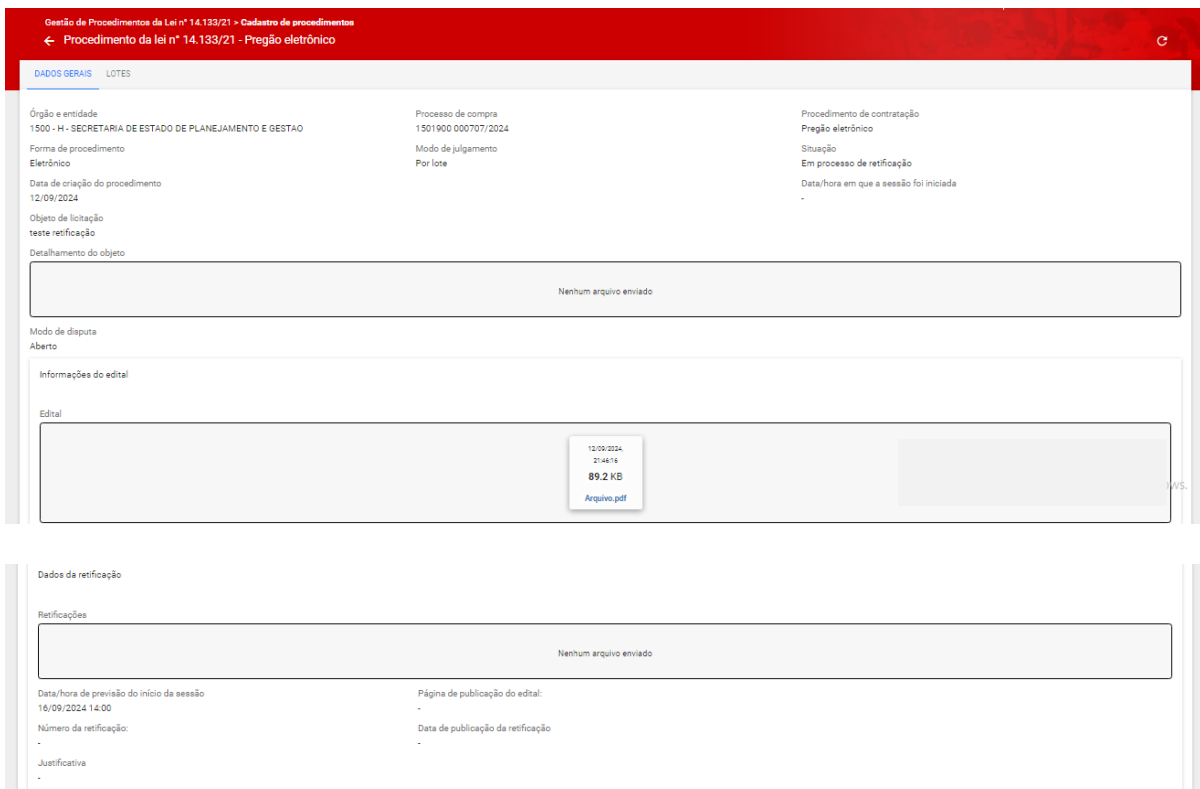 Gestão de Procedimentos da Lei n° 14.133/21 > Cadastro de procedimentos
← Procedimento da lei n° 14.133/21 - Pregão eletrônico
DADOS GERAIS LOTES
Órgão e entidade Processo de compra Procedimento de contratação
1500 - H - SECRETARIA DE ESTADO DE PLANEJAMENTO E GESTAO 1501900 000707/2024 Pregão eletrônico
Forma de procedimento Modo de julgamento Situação
Eletrônico Por lote Em processo de retificação
Data de criação do procedimento Data/hora em que a sessão foi iniciada
12/09/2024 -
Objeto de licitação
teste retificação
Detalhamento do objeto
Nenhum arquivo enviado
Modo de disputa
Aberto
Informações do edital
Edital
12/09/2024,
21:46:16
89.2 KB
Arquivo.pdf
Dados da retificação
Retificações
Nenhum arquivo enviado
Data/hora de previsão do início da sessão Página de publicação do edital:
16/09/2024 14:00 -
Número da retificação: Data de publicação da retificação
- -
Justificativa
-